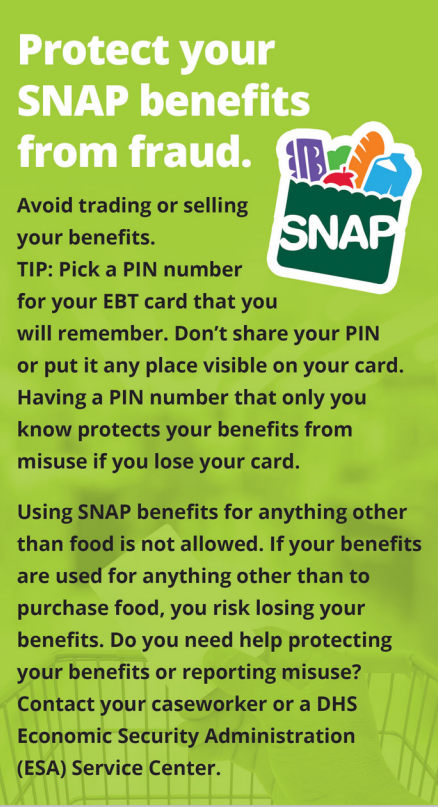 Protect your
SNAP benefits
from fraud.
SNAP
Avoid trading or selling
your benefits.
TIP: Pick a PIN number
for your EBT card that you
will remember. Don’t share your PIN
or put it any place visible on your card.
Having a PIN number that only you
know protects your benefits from
misuse if you lose your card.
Using SNAP benefits for anything other
than food is not allowed. If your benefits
are used for anything other than to
purchase food, you risk losing your
benefits. Do you need help protecting
your benefits or reporting misuse?
Contact your caseworker or a DHS
Economic Security Administration
(ESA) Service Center.